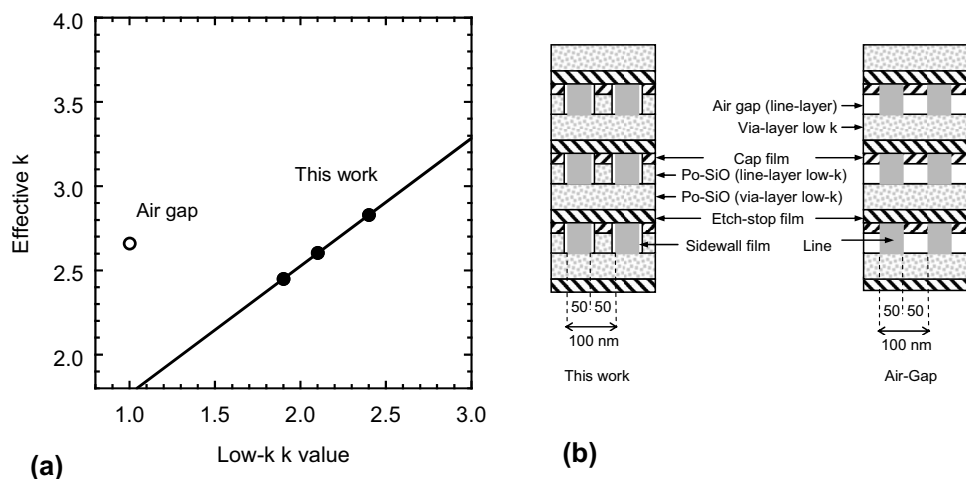 4.0
3.5
3.0
2.5
2.0
Effective k
This work
Air gap
1.0
1.5
2.0
2.5
3.0
Low-k k value
(a)
Air gap (line-layer)
Via-layer low k
Cap film
Po-SiO (line-layer low-k)
Po-SiO (via-layer low-k)
Etch-stop film
Sidewall film
Line
50 50
100 nm
This work
50 50
100 nm
Air-Gap
(b)